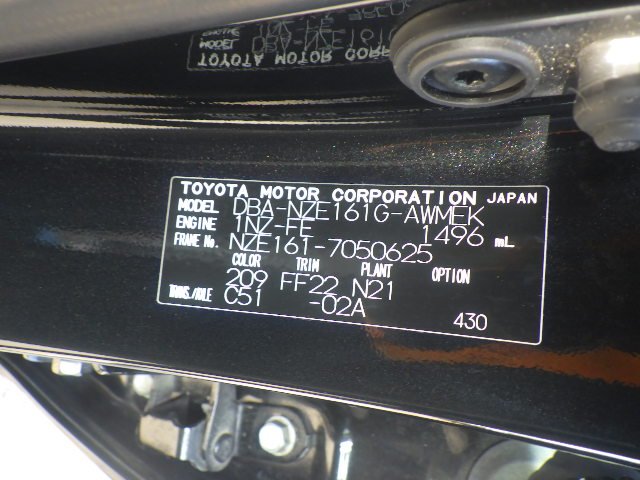 TOYOTA MOTOR CORPORATION JAPAN
MODEL DBA-NZE161G-AWMEK
ENGINE 1NZ-FE 1496 mL
FRAME No. NZE161-7050625
COLOR TRIM PLANT OPTION
209 FF22 N21
TRANS./AXLE C51 -02A
430